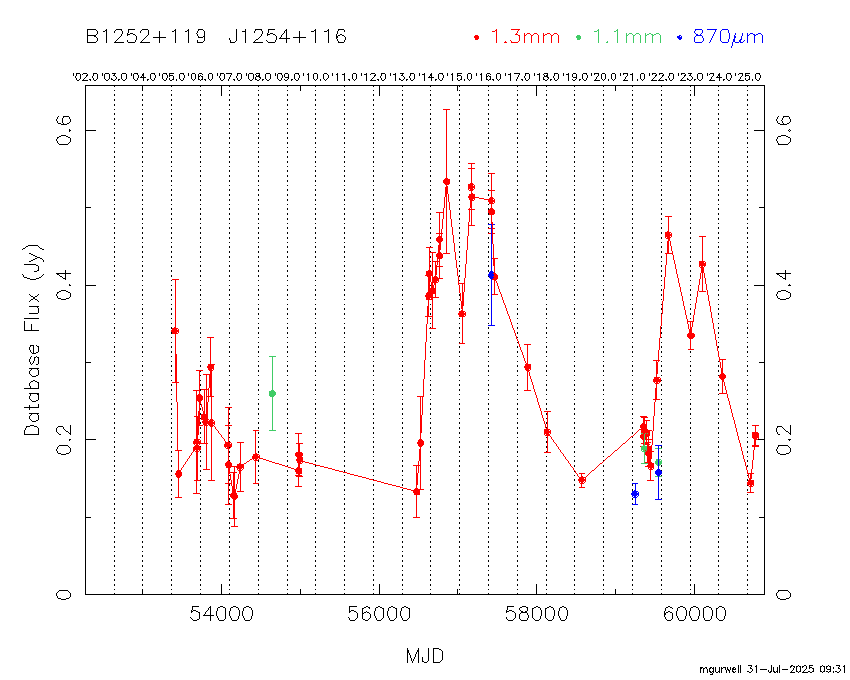 B1252+119 J1254+116 1.3mm 1.1mm 870μm
'02.0 '03.0 '04.0 '05.0 '06.0 '07.0 '08.0 '09.0 '10.0 '11.0 '12.0 '13.0 '14.0 '15.0 '16.0 '17.0 '18.0 '19.0 '20.0 '21.0 '22.0 '23.0 '24.0 '25.0
0.6 0.6
0.4 0.4
Database Flux (Jy)
0.2 0.2
0 0
54000 56000 58000 60000
MJD
mgurwell 31-Jul-2025 09:31